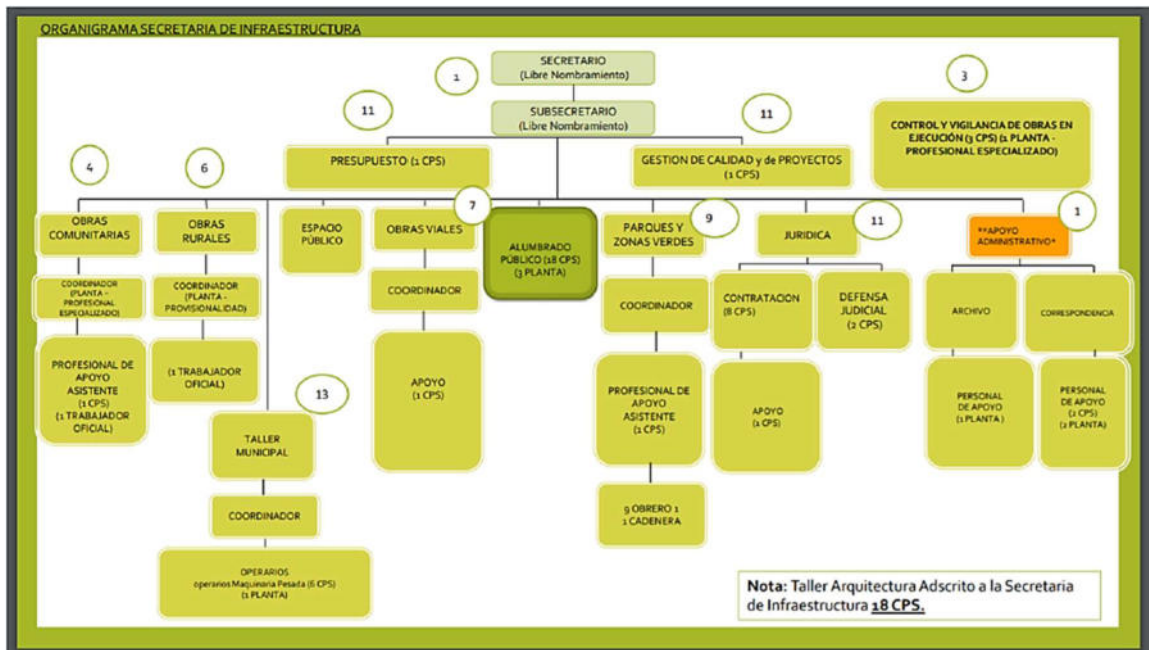 ORGANIGRAMA SECRETARIA DE INFRAESTRUCTURA
SECRETARIO
(Libre Nombramiento)
1
3
SUBSECRETARIO
(Libre Nombramiento)
11
11
CONTROL Y VIGILANCIA DE OBRAS EN
EJECUCIÓN (3 CPS) (1 PLANTA -
PROFESIONAL ESPECIALIZADO)
PRESUPUESTO (1 CPS)
GESTION DE CALIDAD y de PROYECTOS
(1 CPS)
4
6
7
9
11
1
OBRAS
COMUNITARIAS
OBRAS
RURALES
ESPACIO
PÚBLICO
OBRAS VIALES
ALUMBRADO
PÚBLICO (18 CPS)
(3 PLANTA)
PARQUES Y
ZONAS VERDES
JURIDICA
**APOYO
ADMINISTRATIVO*
COORDINADOR
(PLANTA -
PROFESIONAL
ESPECIALIZADO)
COORDINADOR
(PLANTA -
PROVISIONALIDAD)
COORDINADOR
COORDINADOR
CONTRATACION
(8 CPS)
DEFENSA
JUDICIAL
(2 CPS)
ARCHIVO
CORRESPONDENCIA
PROFESIONAL DE
APOYO
ASISTENTE
(1 CPS)
(1 TRABAJADOR
OFICIAL)
(1 TRABAJADOR
OFICIAL)
13
APOYO
(1 CPS)
PROFESIONAL DE
APOYO
ASISTENTE
(1 CPS)
APOYO
(1 CPS)
PERSONAL
DE APOYO
(1 PLANTA )
PERSONAL
DE APOYO
(1 CPS)
PLANTA)
TALLER
MUNICIPAL
COORDINADOR
9 OBRERO 1
1 CADENERA
OPERARIOS
operarios Maquinaria Pesada (6 CPS)
(1 PLANTA)
Nota: Taller Arquitectura Adscrito a la Secretaria
de Infraestructura 18 CPS.